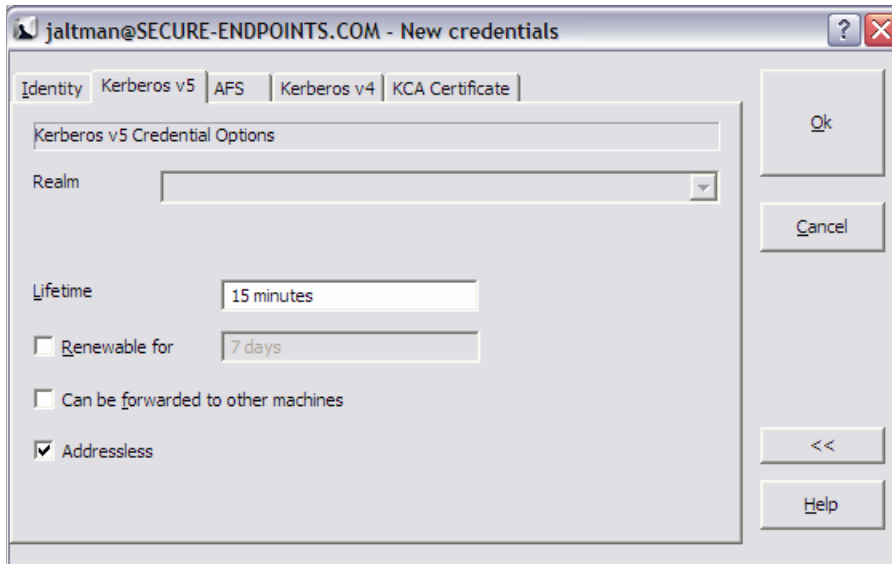 jaltman@SECURE-ENDPOINTS.COM - New credentials
Identity Kerberos v5 AFS Kerberos v4 KCA Certificate
Kerberos v5 Credential Options
Ok
Realm
Cancel
Lifetime 15 minutes
Renewable for 7 days
Can be forwarded to other machines
Addressless
<<
Help